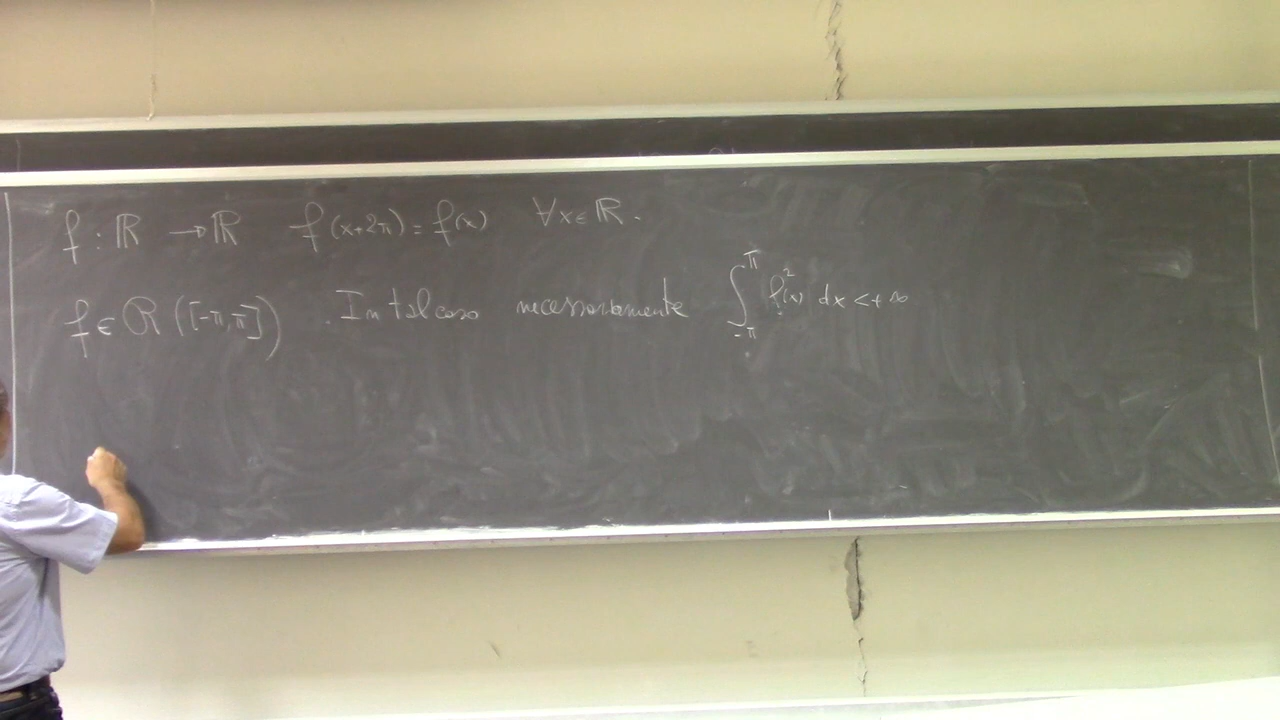 f : ℝ → ℝ f(x+2π) = f(x) ∀x∈ℝ.
f ∈ R([-π,π]) . In tal caso necessariamente ∫_{-π}^{π} f²(x) dx < +∞